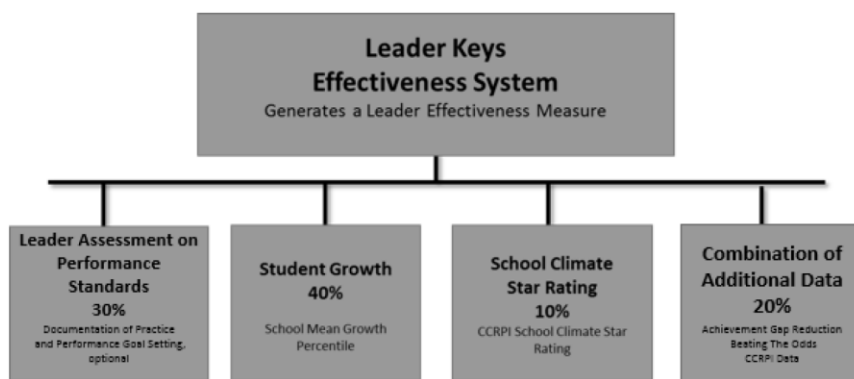 Leader Keys
Effectiveness System
Generates a Leader Effectiveness Measure
Leader Assessment on
Performance
Standards
30%
Documentation of Practice
and Performance Goal Setting,
optional
Student Growth
40%
School Mean Growth
Percentile
School Climate
Star Rating
10%
CCRPI School Climate Star
Rating
Combination of
Additional Data
20%
Achievement Gap Reduction
Beating The Odds
CCRPI Data